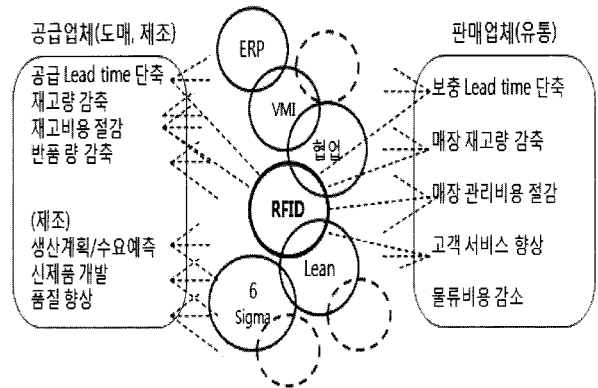 공급업체(도매, 제조)
공급 Lead time 단축
재고량 감축
재고비용 절감
반품 량 감축
(제조)
생산계획/수요예측
신제품 개발
품질 향상
ERP
VMI
협업
RFID
Lean
6
Sigma
판매업체(유통)
보충 Lead time 단축
매장 재고량 감축
매장 관리비용 절감
고객 서비스 향상
물류비용 감소